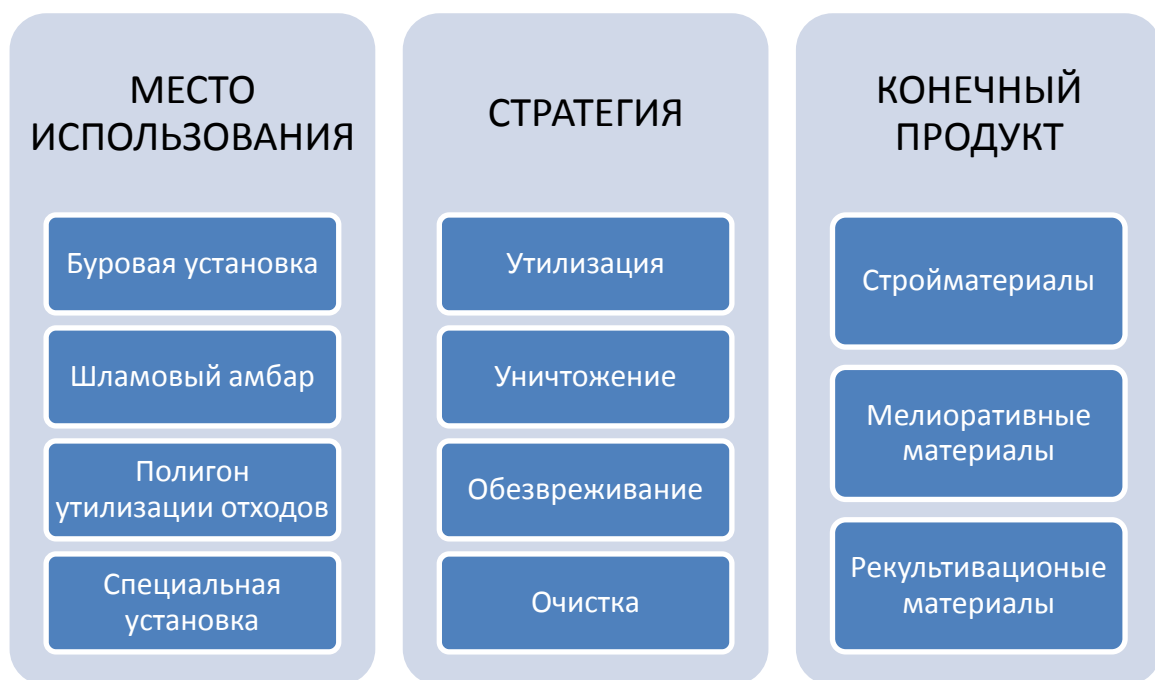 МЕСТО
ИСПОЛЬЗОВАНИЯ
Буровая установка
Шламовый амбар
Полигон
утилизации отходов
Специальная
установка
СТРАТЕГИЯ
Утилизация
Уничтожение
Обезвреживание
Очистка
КОНЕЧНЫЙ
ПРОДУКТ
Стройматериалы
Мелиоративные
материалы
Рекультивационые
материалы